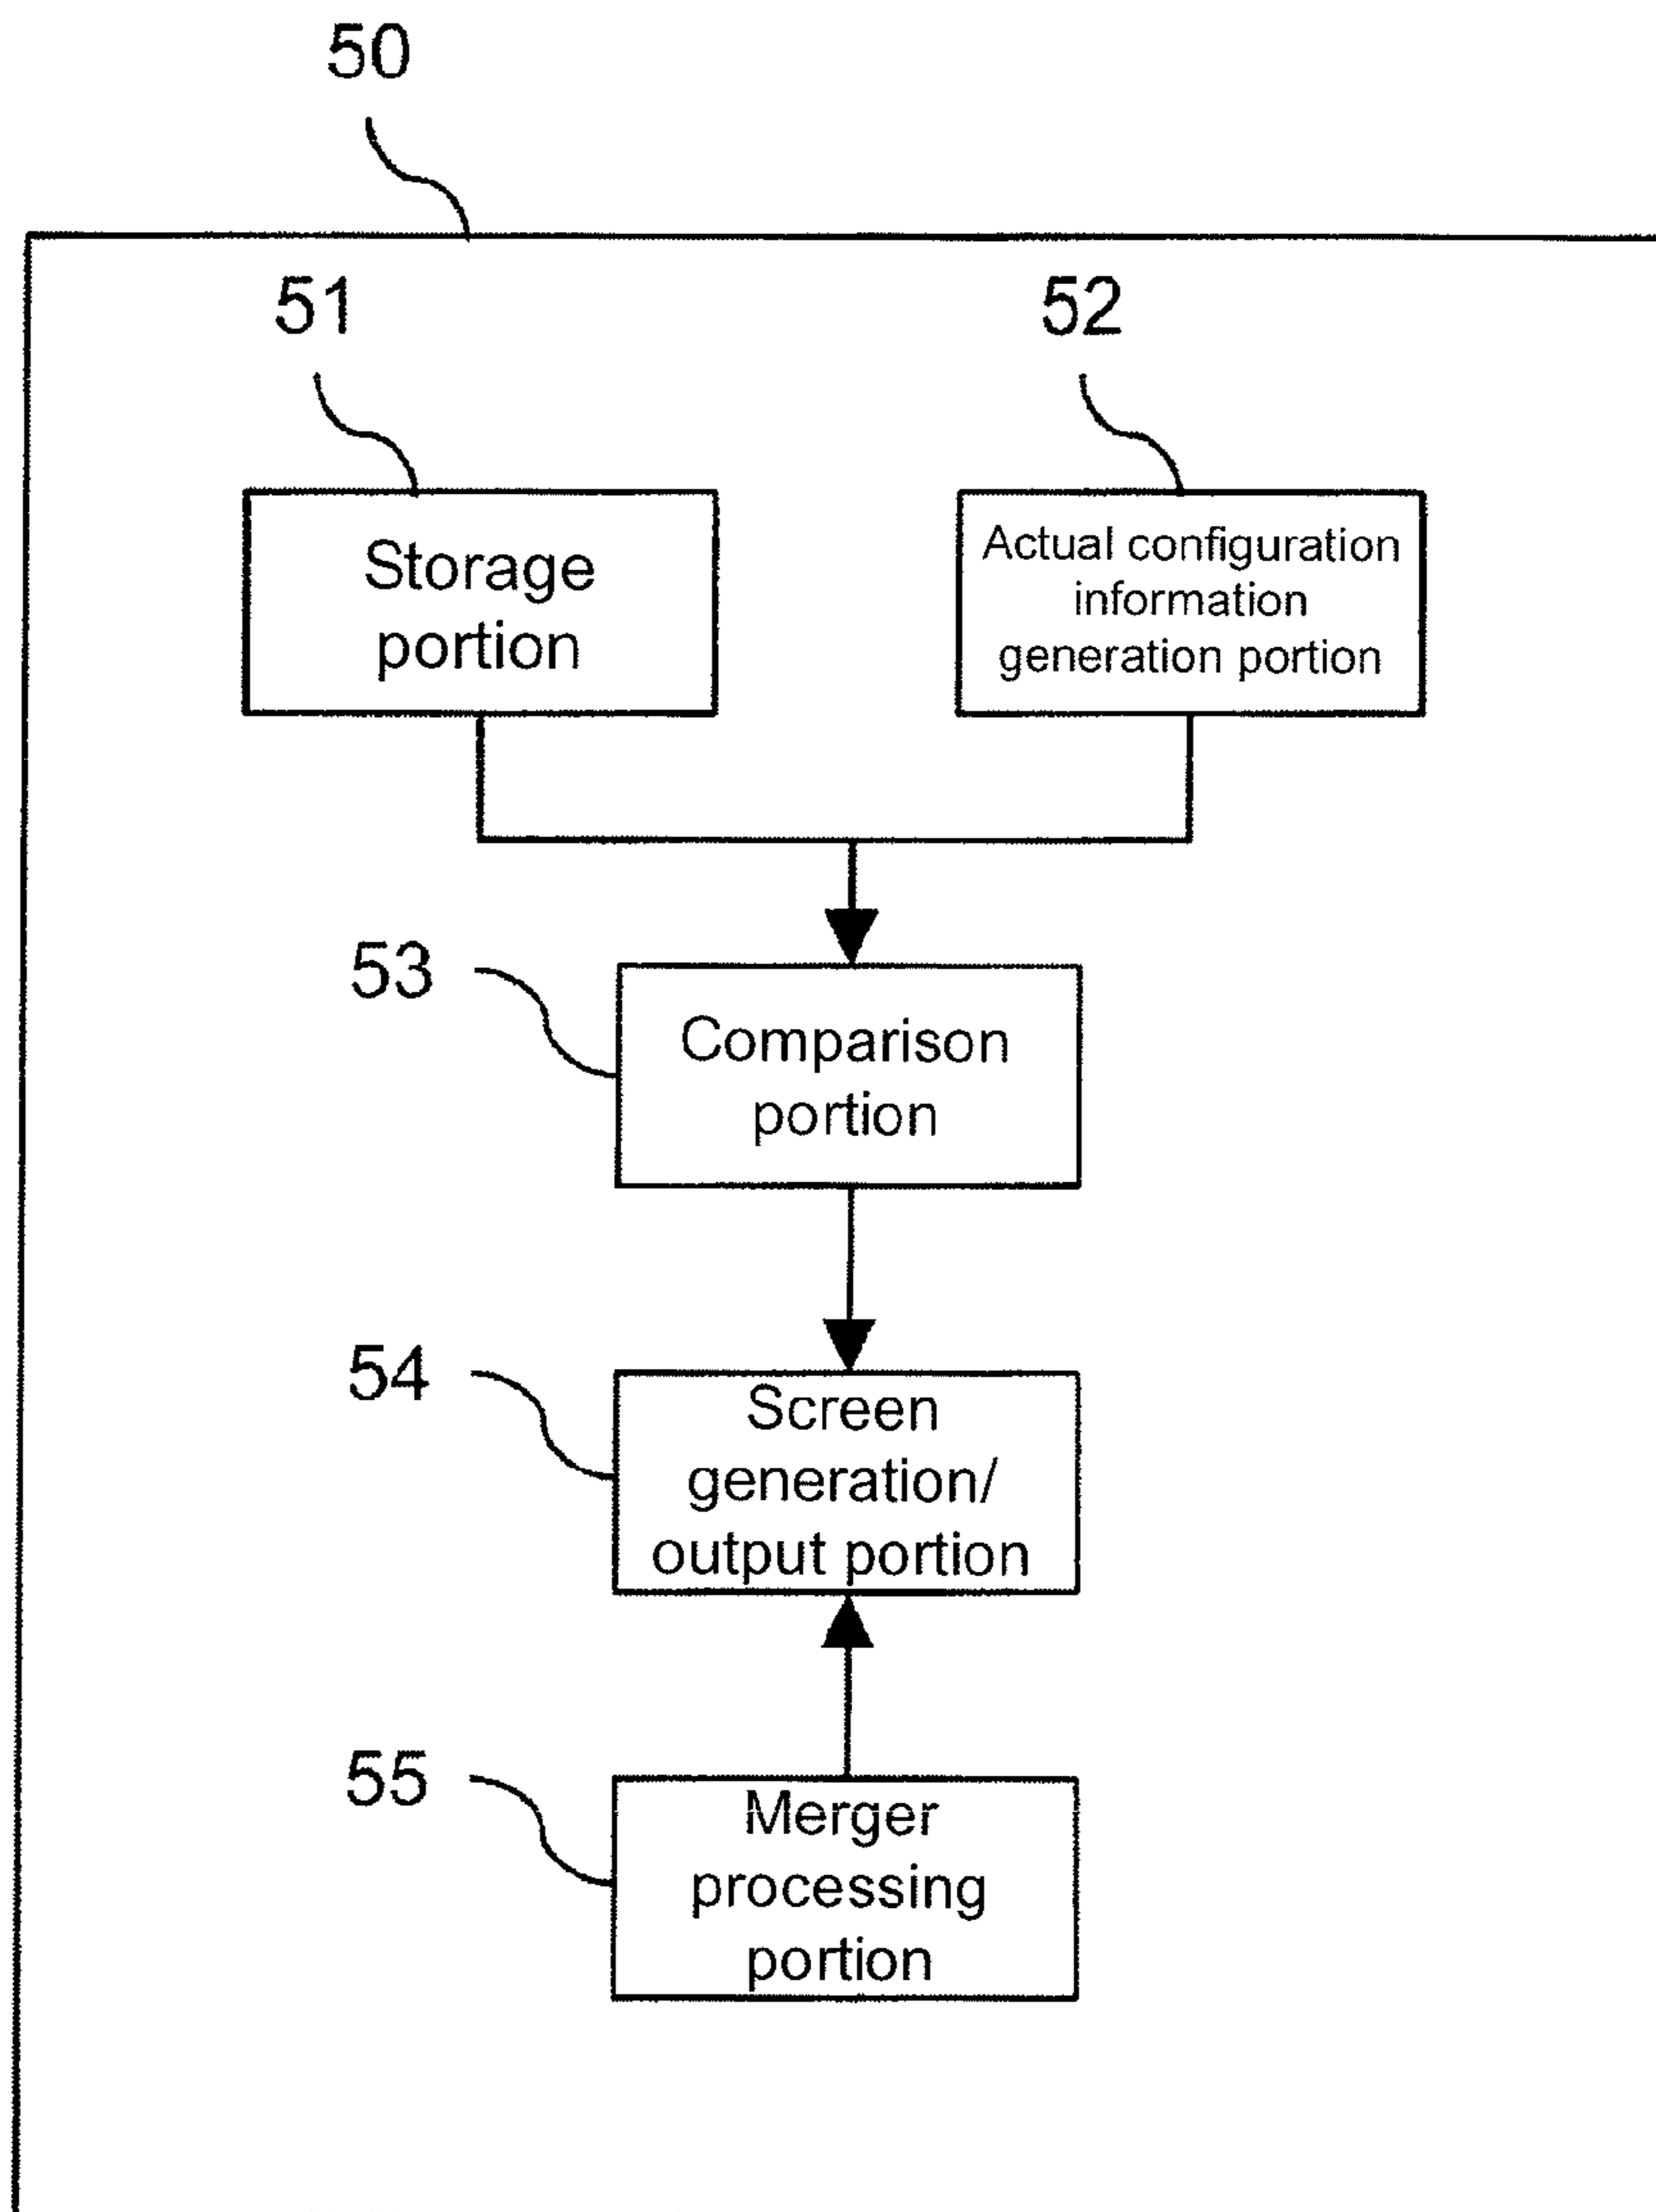 50
51
52
Storage
portion
Actual configuration
information
generation portion
53
Comparison
portion
54
Screen
generation/
output portion
55
Merger
processing
portion